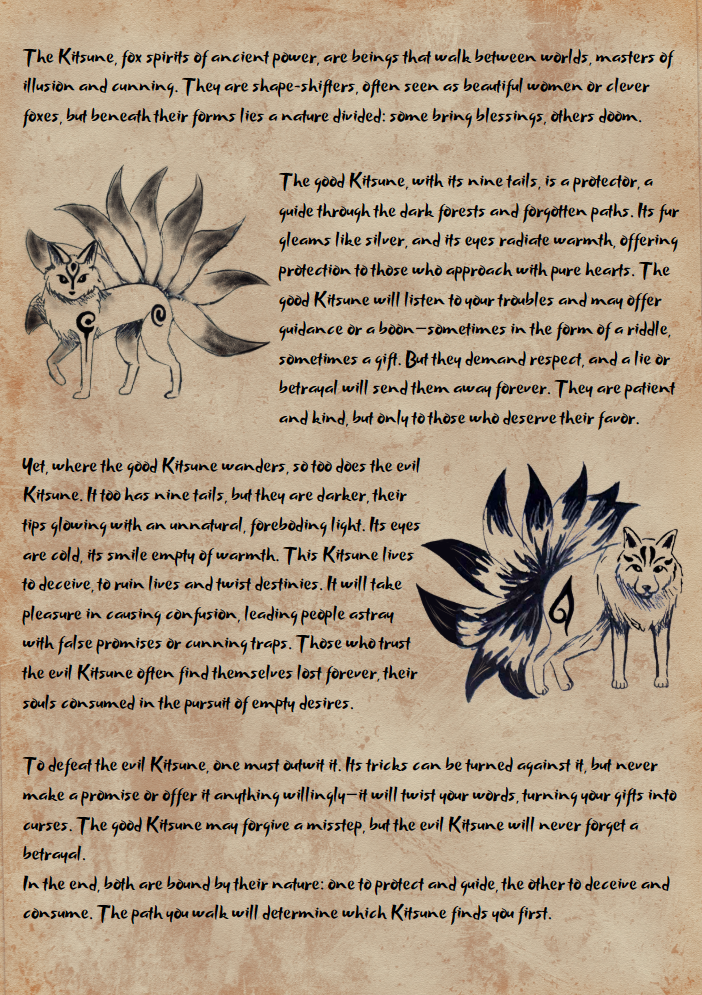 The Kitsune, fox spirits of ancient power, are beings that walk between worlds, masters of
illusion and cunning. They are shape-shifters, often seen as beautiful women or clever
foxes, but beneath their forms lies a nature divided: some bring blessings, others doom.
The good Kitsune, with its nine tails, is a protector, a
guide through the dark forests and forgotten paths. Its fur
gleams like silver, and its eyes radiate warmth, offering
protection to those who approach with pure hearts. The
good Kitsune will listen to your troubles and may offer
guidance or a boon—sometimes in the form of a riddle,
sometimes a gift. But they demand respect, and a lie or
betrayal will send them away forever. They are patient
and kind, but only to those who deserve their favor.
Yet, where the good Kitsune wanders, so too does the evil
Kitsune. It too has nine tails, but they are darker, their
tips glowing with an unnatural, foreboding light. Its eyes
are cold, its smile empty of warmth. This Kitsune lives
to deceive, to ruin lives and twist destinies. It will take
pleasure in causing confusion, leading people astray
with false promises or cunning traps. Those who trust
the evil Kitsune often find themselves lost forever, their
souls consumed in the pursuit of empty desires.
To defeat the evil Kitsune, one must outwit it. Its tricks can be turned against it, but never
make a promise or offer it anything willingly—it will twist your words, turning your gifts into
curses. The good Kitsune may forgive a misstep, but the evil Kitsune will never forget a
betrayal.
In the end, both are bound by their nature: one to protect and guide, the other to deceive and
consume. The path you walk will determine which Kitsune finds you first.